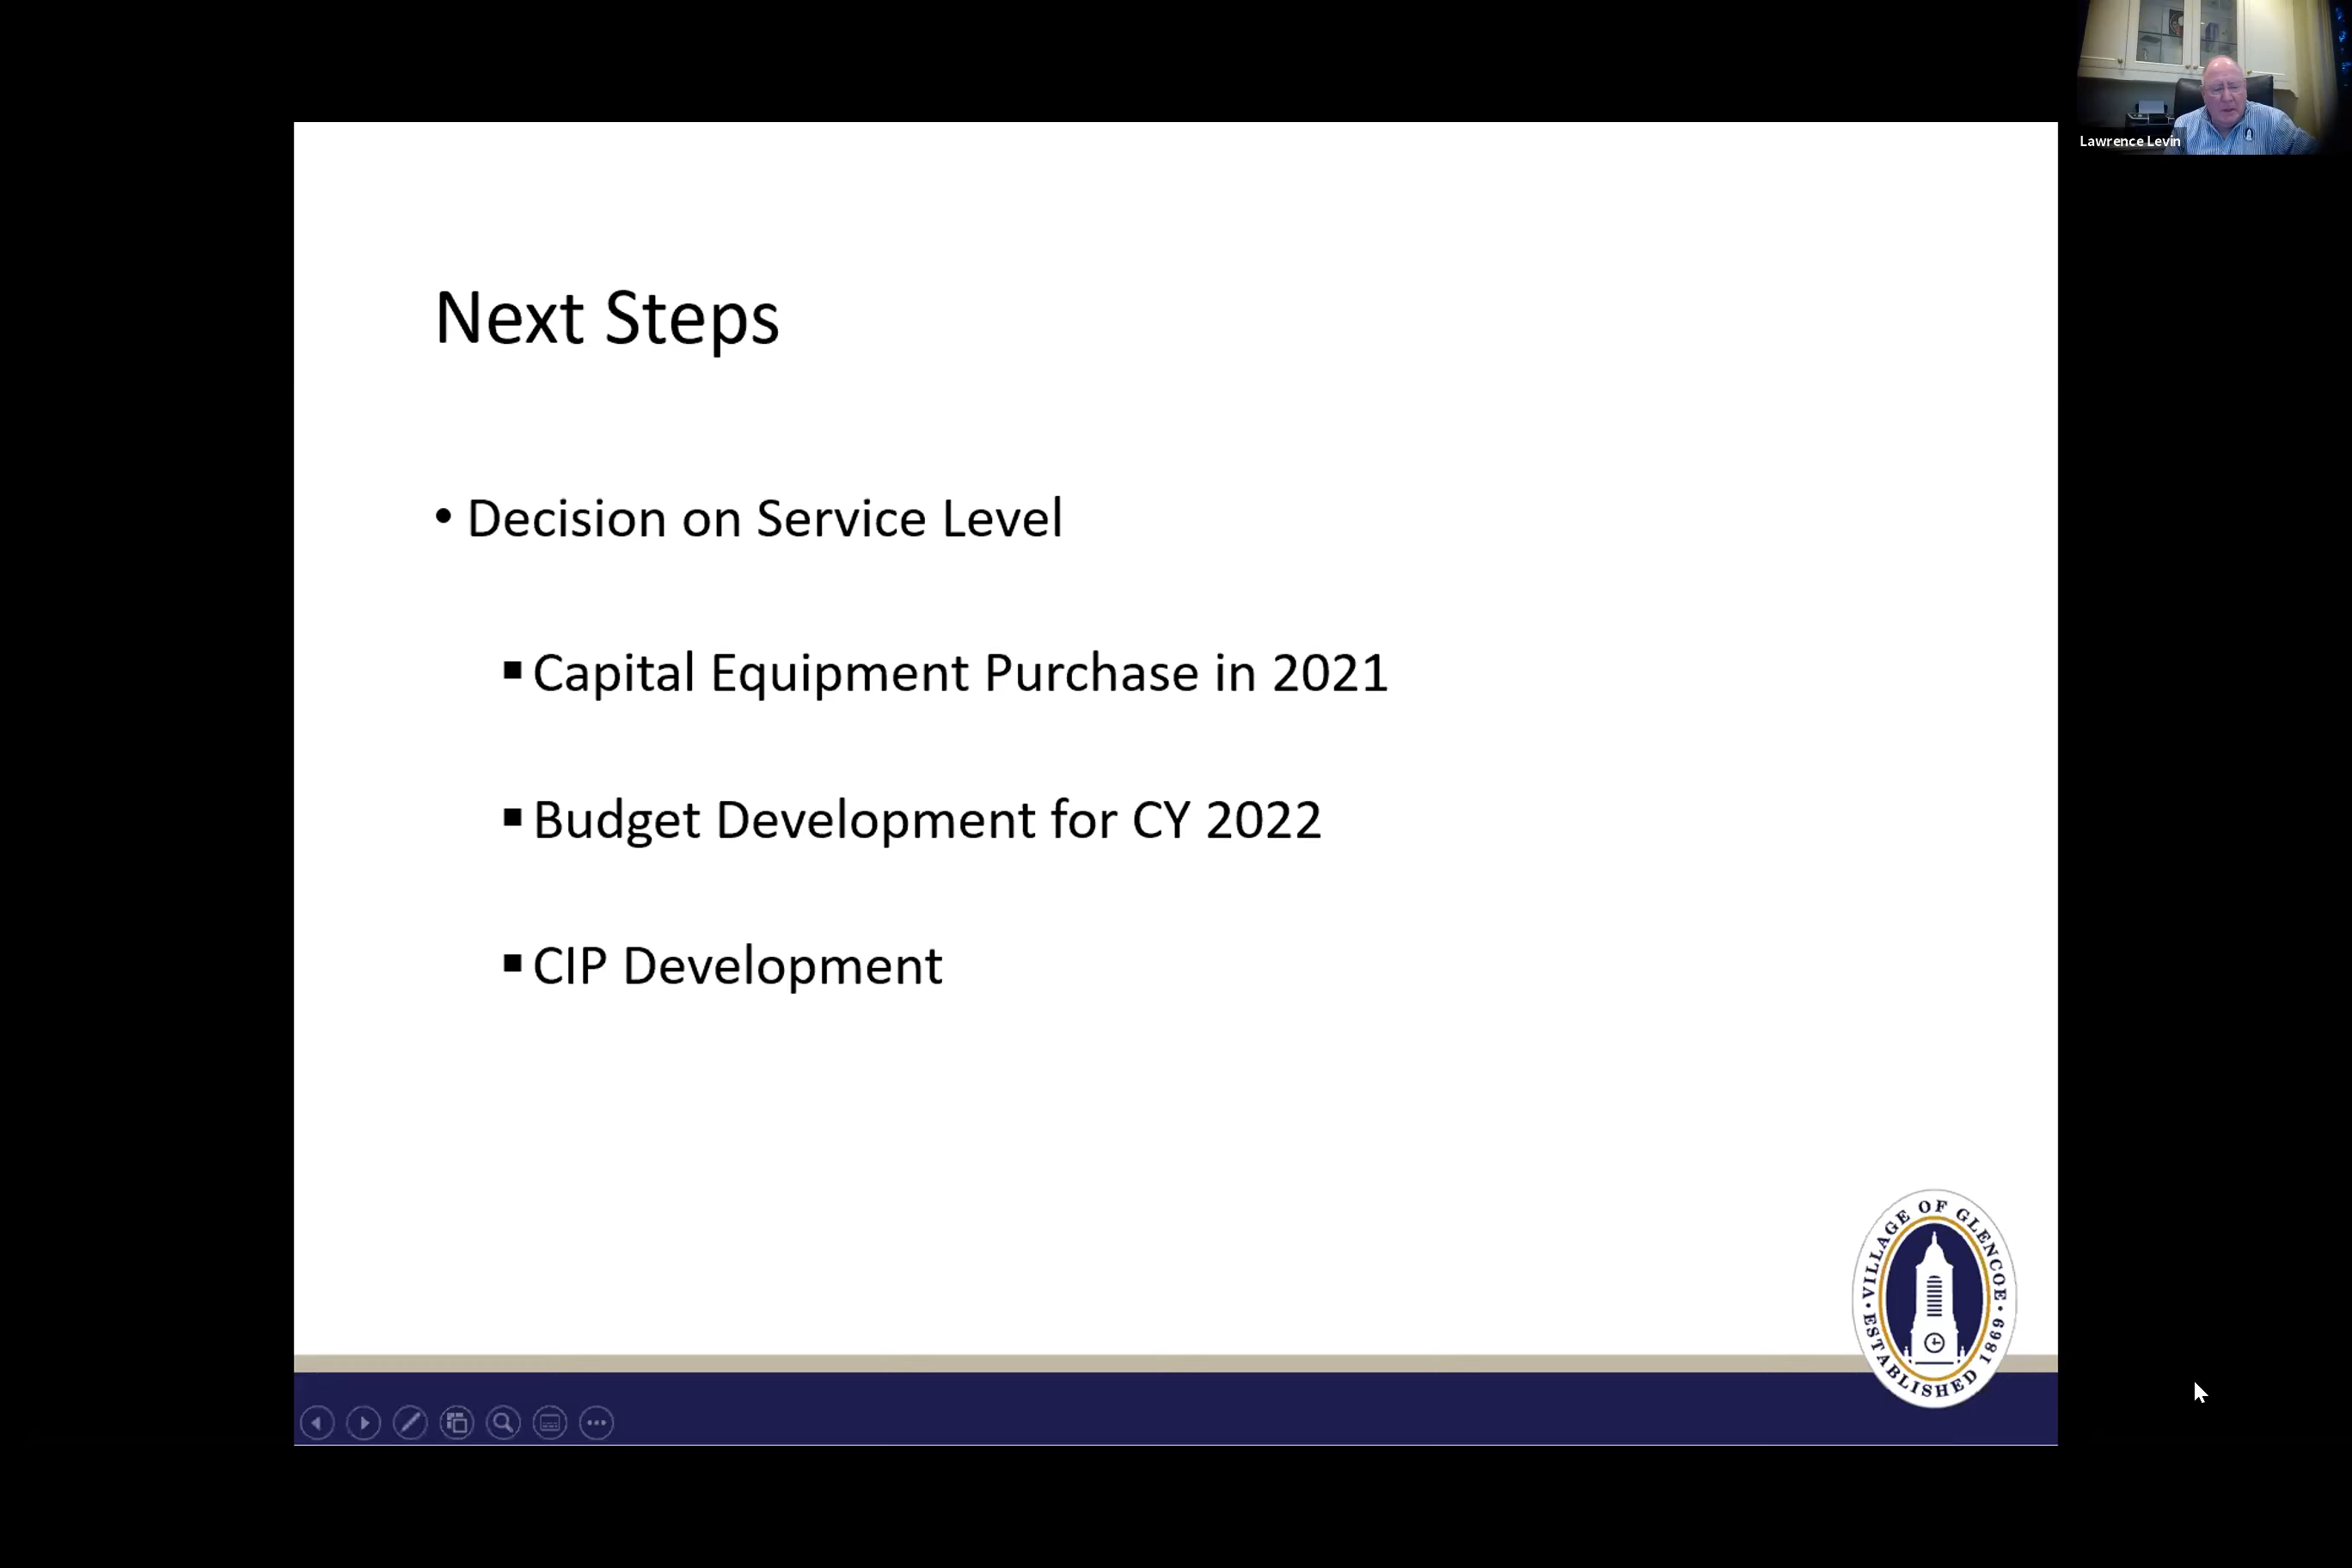 Lawrence Levin
Next Steps
• Decision on Service Level
▪ Capital Equipment Purchase in 2021
▪ Budget Development for CY 2022
▪ CIP Development
VILLAGE OF GLENCOE
ESTABLISHED 1869